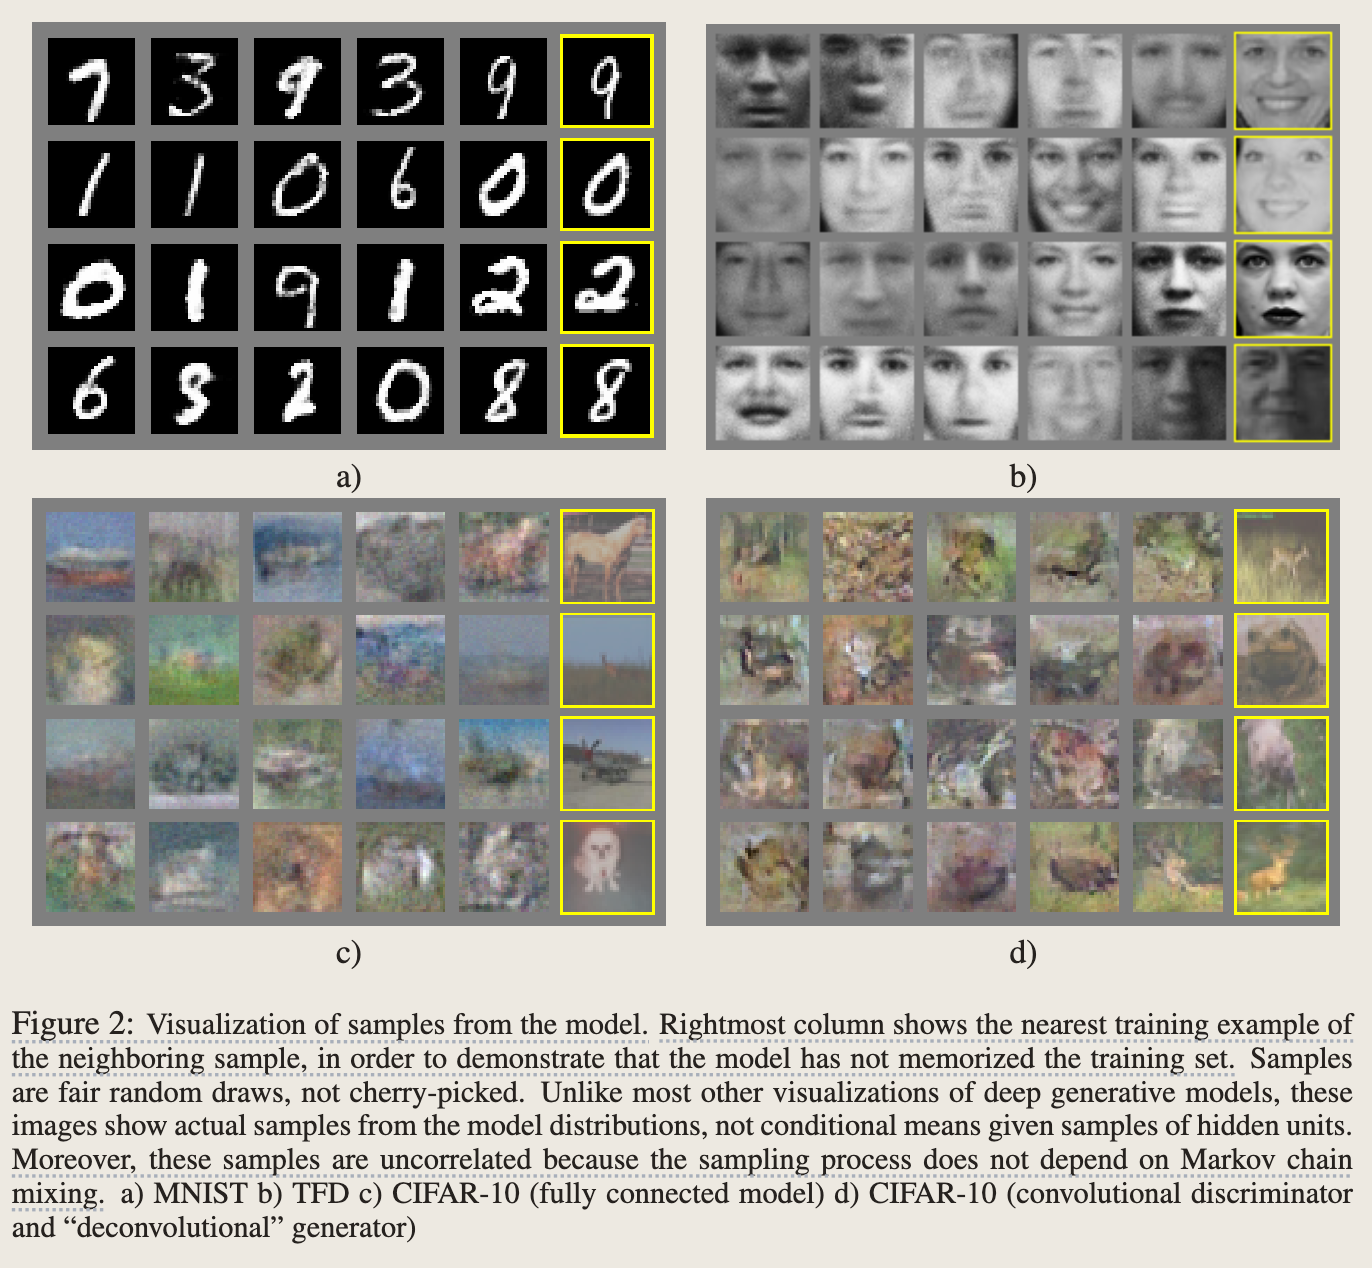 a)
b)
c)
d)
Figure 2: Visualization of samples from the model. Rightmost column shows the nearest training example of
the neighboring sample, in order to demonstrate that the model has not memorized the training set. Samples
are fair random draws, not cherry-picked. Unlike most other visualizations of deep generative models, these
images show actual samples from the model distributions, not conditional means given samples of hidden units.
Moreover, these samples are uncorrelated because the sampling process does not depend on Markov chain
mixing. a) MNIST b) TFD c) CIFAR-10 (fully connected model) d) CIFAR-10 (convolutional discriminator
and “deconvolutional” generator)